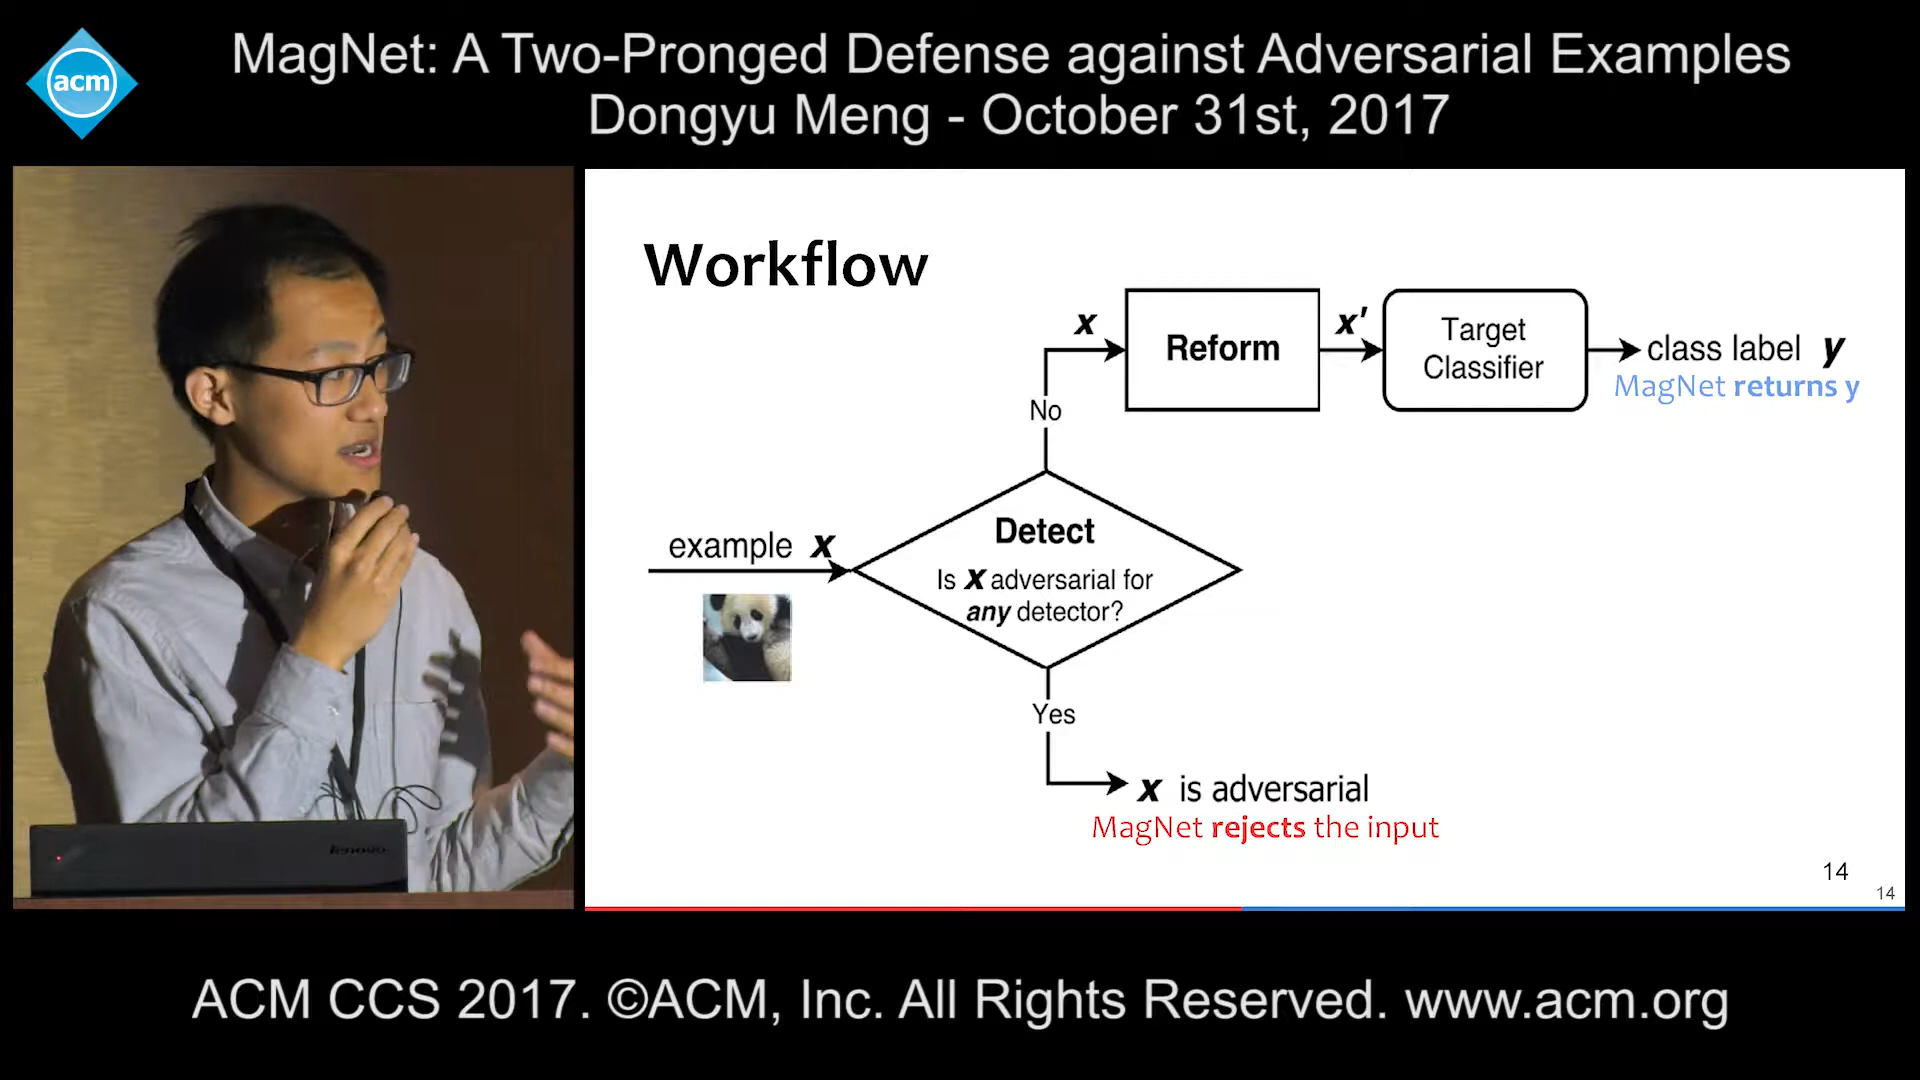 acm
MagNet: A Two-Pronged Defense against Adversarial Examples
Dongyu Meng - October 31st, 2017
Workflow
x
Reform
x'
Target
Classifier
class label y
MagNet returns y
No
example x
Detect
Is x adversarial for
any detector?
Yes
x is adversarial
MagNet rejects the input
14
14
lenovo
ACM CCS 2017. ©ACM, Inc. All Rights Reserved. www.acm.org